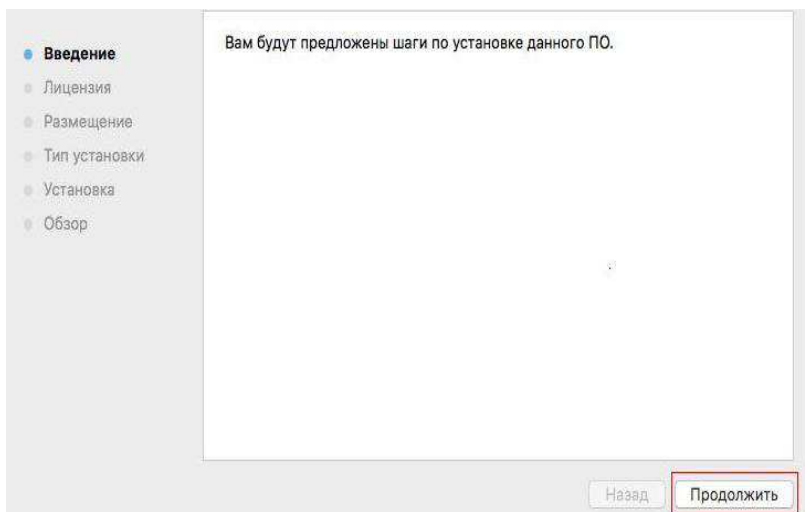 Введение
Лицензия
Размещение
Тип установки
Установка
Обзор
Вам будут предложены шаги по установке данного ПО.
Назад
Продолжить